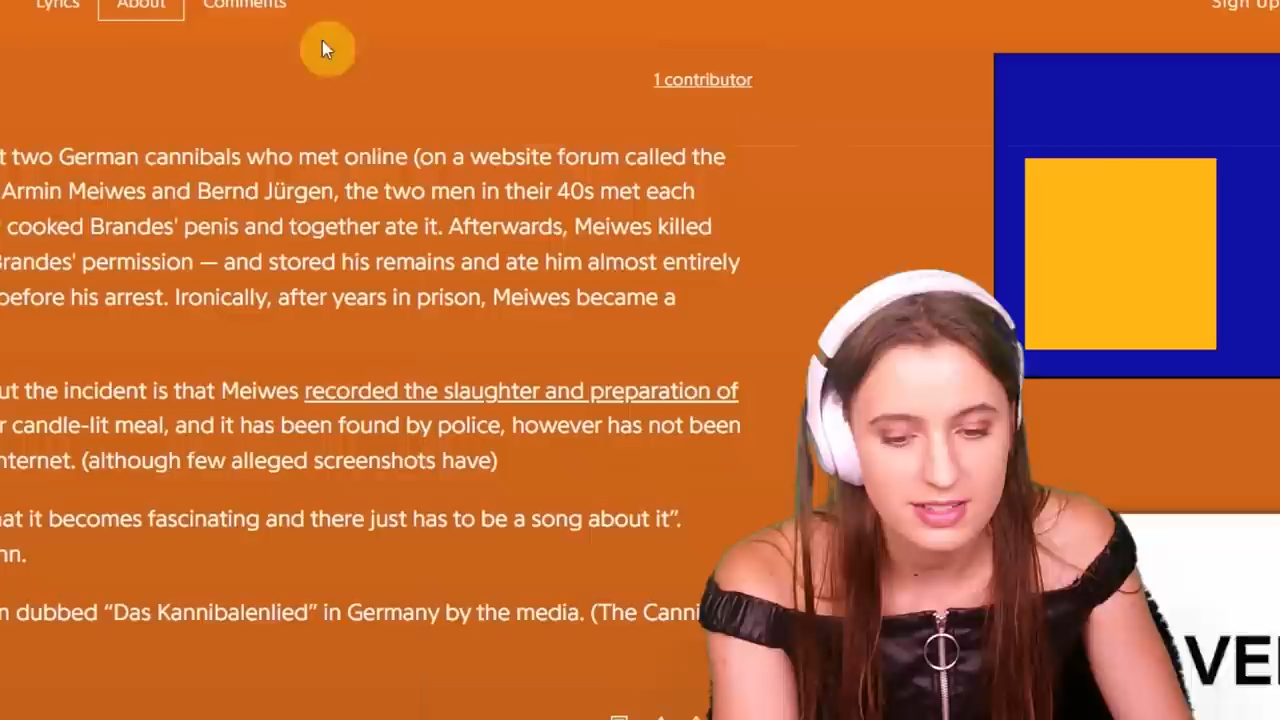 Lyrics
About
Comments
Sign Up
1 contributor
t two German cannibals who met online (on a website forum called the
Armin Meiwes and Bernd Jürgen, the two men in their 40s met each
cooked Brandes' penis and together ate it. Afterwards, Meiwes killed
Brandes' permission — and stored his remains and ate him almost entirely
before his arrest. Ironically, after years in prison, Meiwes became a
ut the incident is that Meiwes recorded the slaughter and preparation of
r candle-lit meal, and it has been found by police, however has not been
nternet. (although few alleged screenshots have)
hat it becomes fascinating and there just has to be a song about it”.
nn.
n dubbed “Das Kannibalenlied” in Germany by the media. (The Canni
VE